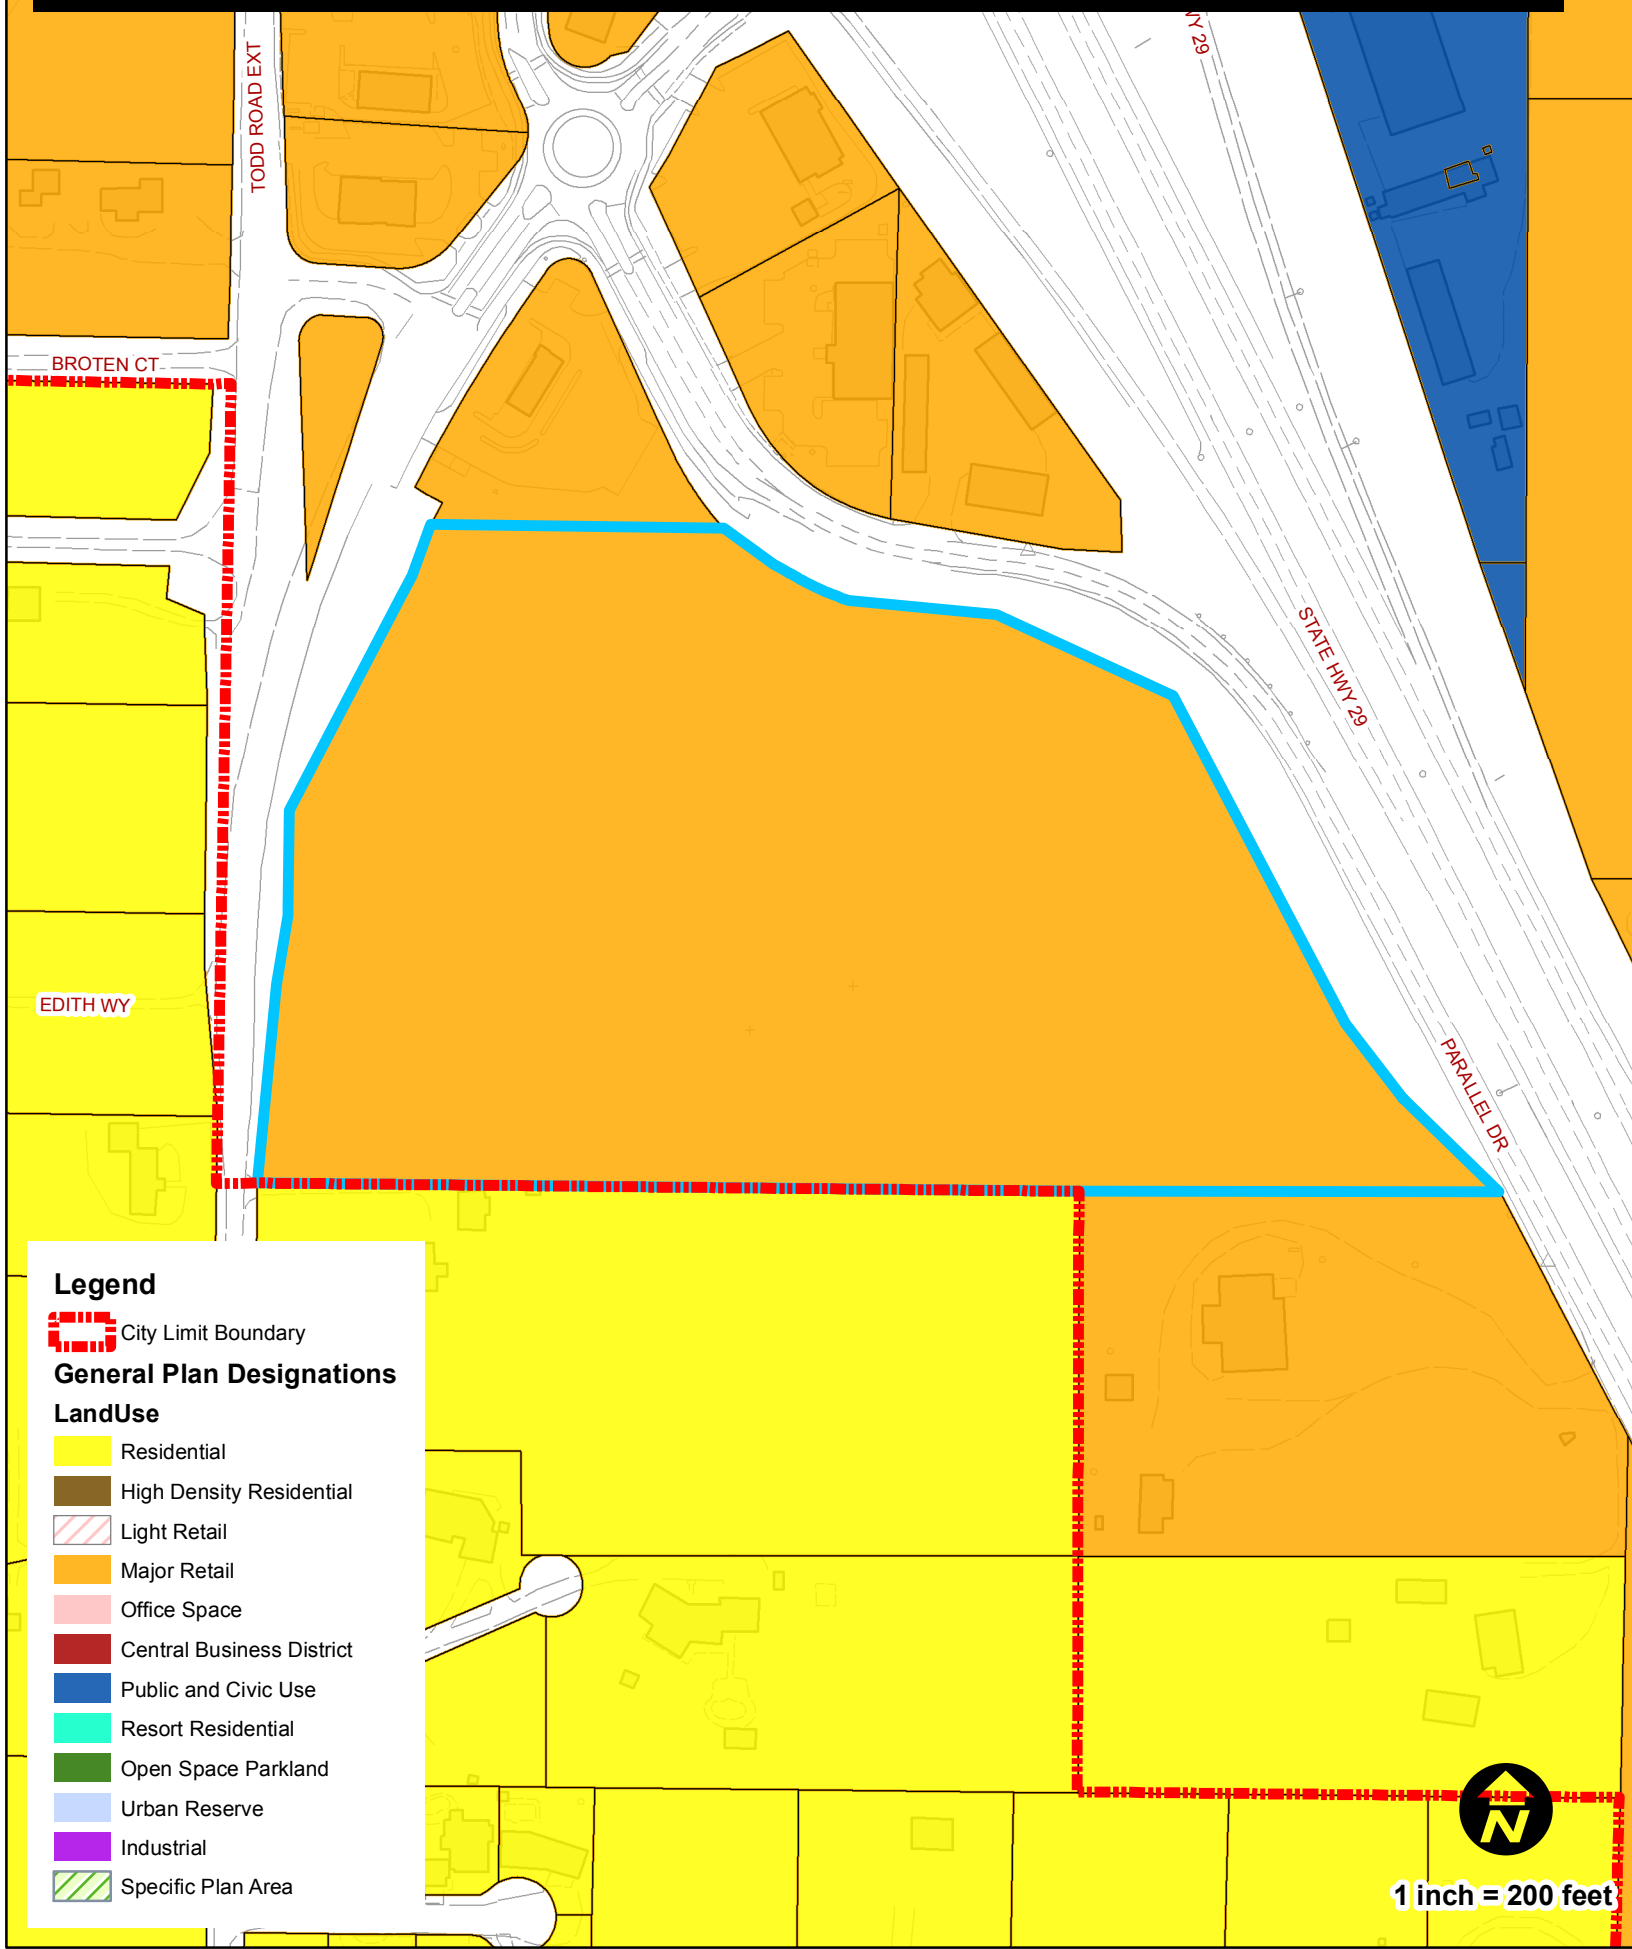 TODD ROAD EXT
WY 29
BROTEN CT
STATE HWY 29
EDITH WY
PARALLEL DR
Legend
City Limit Boundary
General Plan Designations
LandUse
Residential
High Density Residential
Light Retail
Major Retail
Office Space
Central Business District
Public and Civic Use
Resort Residential
Open Space Parkland
Urban Reserve
Industrial
Specific Plan Area
N
1 inch = 200 feet